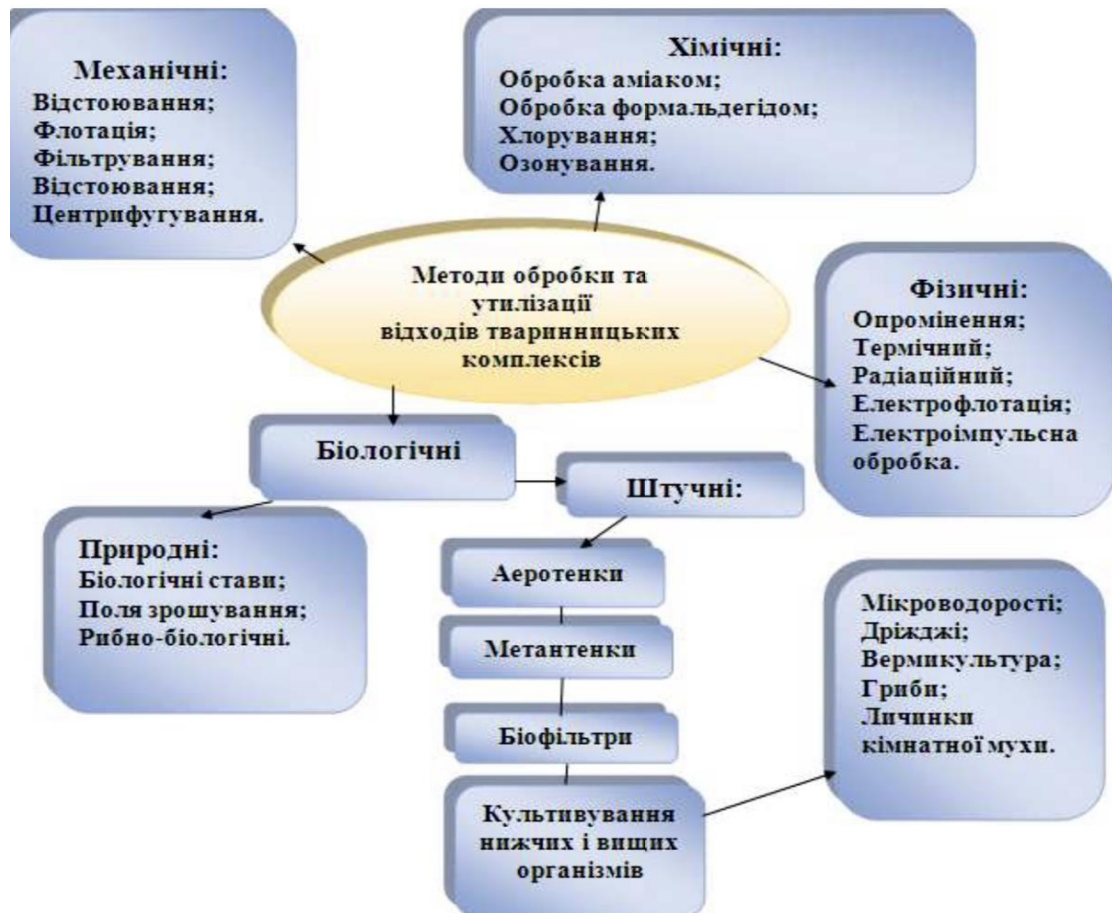 Механічні:
Відстоювання;
Флотація;
Фільтрування;
Відстоювання;
Центрифугування.
Хімічні:
Обробка аміаком;
Обробка формальдегідом;
Хлорування;
Озонування.
Методи обробки та
утилізації
відходів тваринницьких
комплексів
Фізичні:
Опромінення;
Термічний;
Радіаційний;
Електрофлотація;
Електроімпульсна
обробка.
Біологічні
Штучні:
Природні:
Біологічні стави;
Поля зрошування;
Рибно-біологічні.
Аеротенки
Метантенки
Біофільтри
Культивування
нижчих і вищих
організмів
Мікроводорості;
Дріжджі;
Вермикультура;
Гриби;
Личинки
кімнатної мухи.